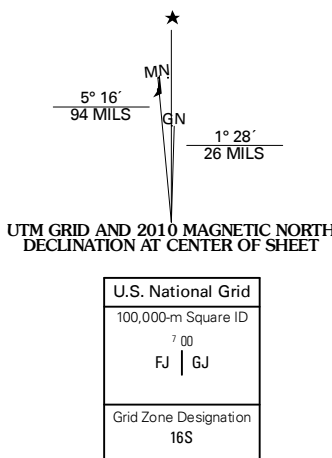 ★
MN
5° 16´
94 MILS
GN
1° 28´
26 MILS
UTM GRID AND 2010 MAGNETIC NORTH
DECLINATION AT CENTER OF SHEET
U.S. National Grid
100,000-m Square ID
7 00
FJ GJ
Grid Zone Designation
16S